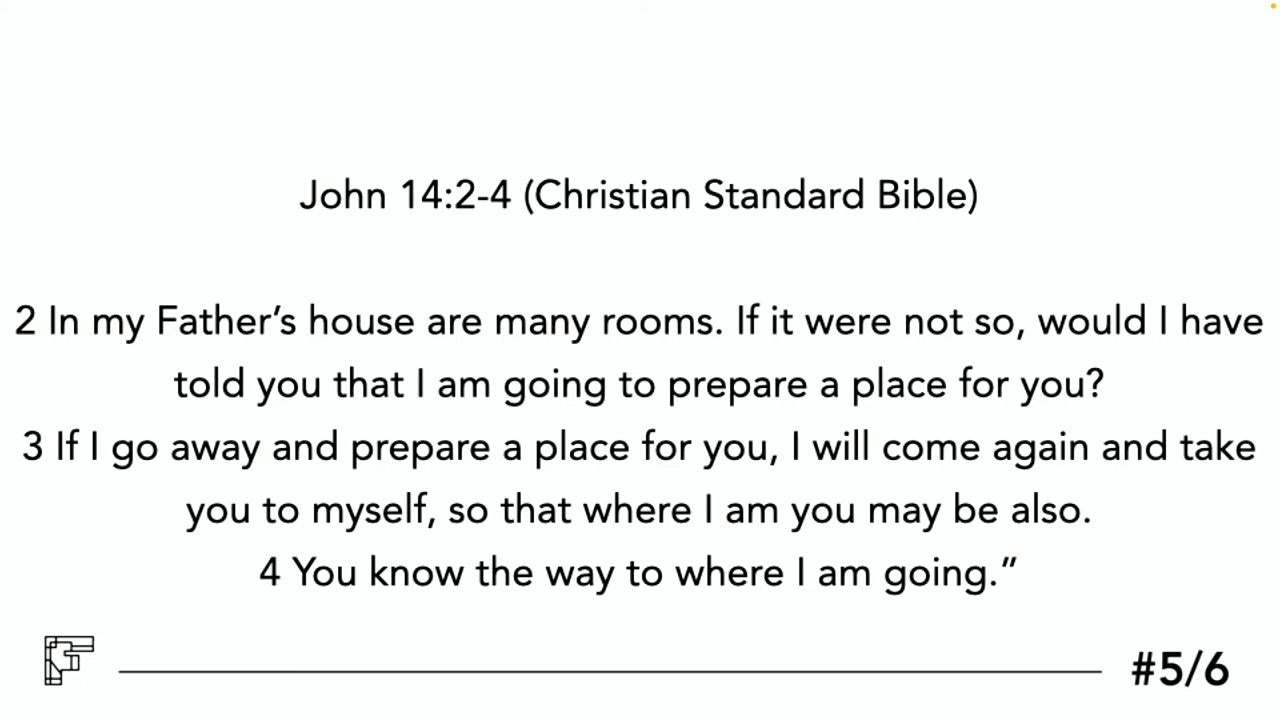 John 14:2-4 (Christian Standard Bible)
2 In my Father’s house are many rooms. If it were not so, would I have
told you that I am going to prepare a place for you?
3 If I go away and prepare a place for you, I will come again and take
you to myself, so that where I am you may be also.
4 You know the way to where I am going.”
#5/6